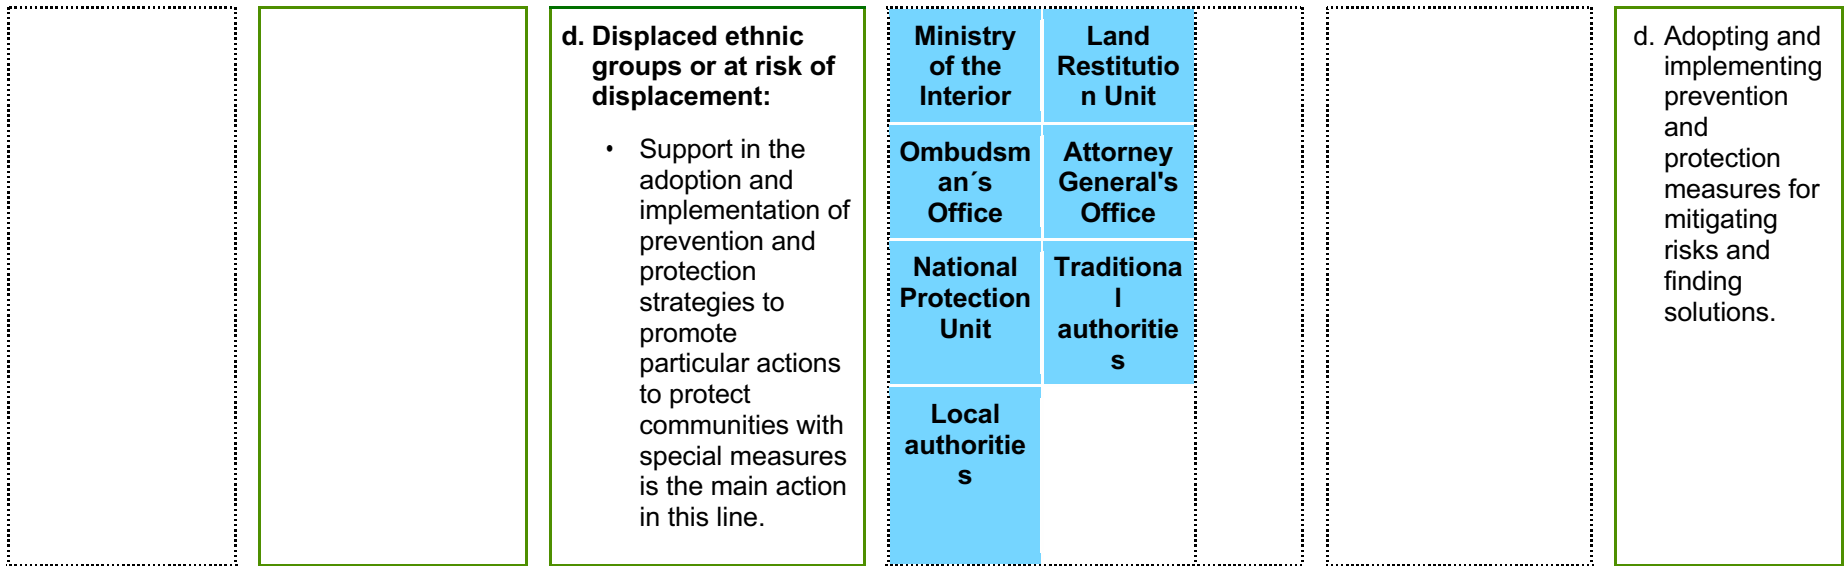 d. Displaced ethnic
groups or at risk of
displacement:
• Support in the
adoption and
implementation of
prevention and
protection
strategies to
promote
particular actions
to protect
communities with
special measures
is the main action
in this line.
Ministry
of the
Interior
Land
Restitutio
n Unit
Ombudsm
an´s
Office
Attorney
General's
Office
National
Protection
Unit
Traditiona
l
authoritie
s
Local
authoritie
s
d. Adopting and
implementing
prevention
and
protection
measures for
mitigating
risks and
finding
solutions.